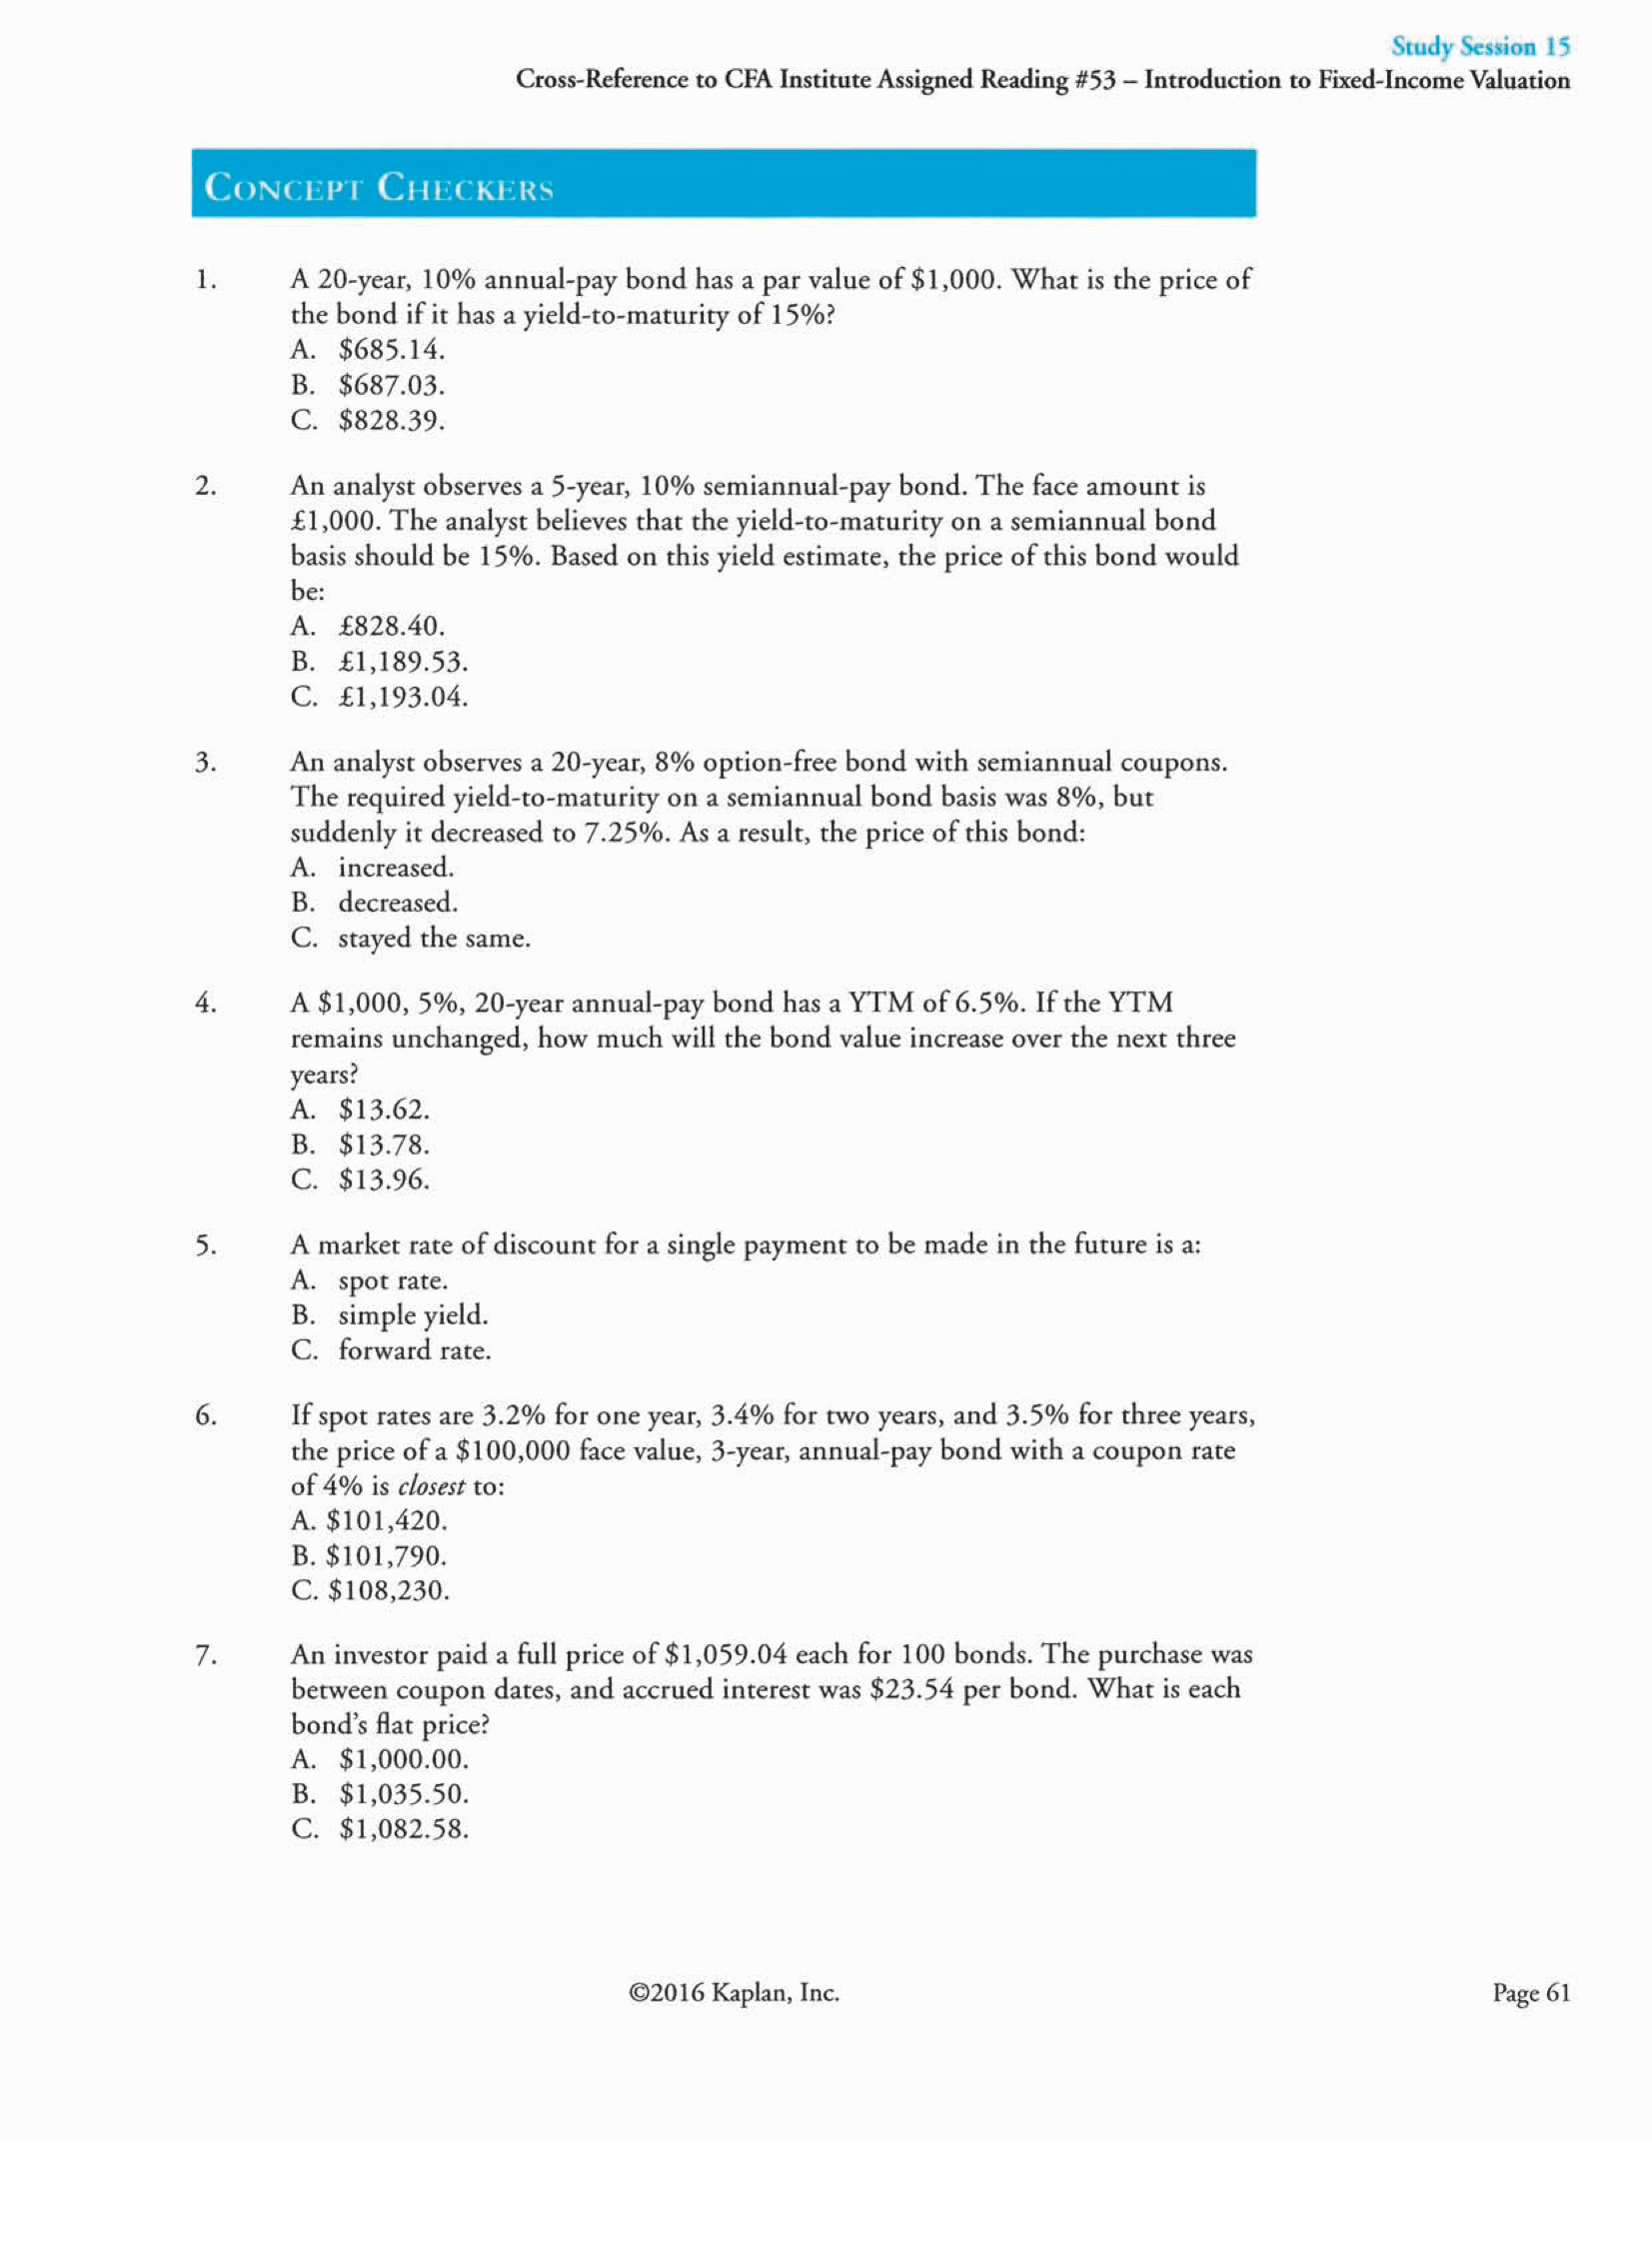 Study Session 15
Cross-Reference to CFA Institute Assigned Reading #53 – Introduction to Fixed-Income Valuation
CONCEPT CHECKERS
1. A 20-year, 10% annual-pay bond has a par value of $1,000. What is the price of
the bond if it has a yield-to-maturity of 15%?
A. $685.14.
B. $687.03.
C. $828.39.
2. An analyst observes a 5-year, 10% semiannual-pay bond. The face amount is
£1,000. The analyst believes that the yield-to-maturity on a semiannual bond
basis should be 15%. Based on this yield estimate, the price of this bond would
be:
A. £828.40.
B. £1,189.53.
C. £1,193.04.
3. An analyst observes a 20-year, 8% option-free bond with semiannual coupons.
The required yield-to-maturity on a semiannual bond basis was 8%, but
suddenly it decreased to 7.25%. As a result, the price of this bond:
A. increased.
B. decreased.
C. stayed the same.
4. A $1,000, 5%, 20-year annual-pay bond has a YTM of 6.5%. If the YTM
remains unchanged, how much will the bond value increase over the next three
years?
A. $13.62.
B. $13.78.
C. $13.96.
5. A market rate of discount for a single payment to be made in the future is a:
A. spot rate.
B. simple yield.
C. forward rate.
6. If spot rates are 3.2% for one year, 3.4% for two years, and 3.5% for three years,
the price of a $100,000 face value, 3-year, annual-pay bond with a coupon rate
of 4% is closest to:
A. $101,420.
B. $101,790.
C. $108,230.
7. An investor paid a full price of $1,059.04 each for 100 bonds. The purchase was
between coupon dates, and accrued interest was $23.54 per bond. What is each
bond's flat price?
A. $1,000.00.
B. $1,035.50.
C. $1,082.58.
©2016 Kaplan, Inc.
Page 61